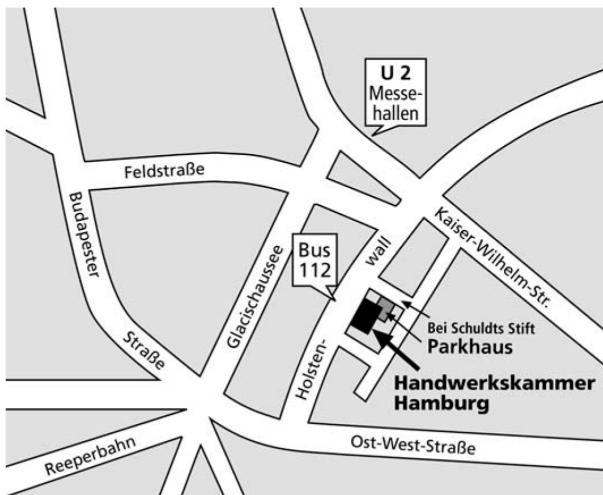 U 2
Messe-
hallen
Feldstraße
Budapester
Straße
Glacischaussee
Bus
112
wall
Holsten-
Kaiser-Wilhelm-Str.
Bei Schuldts Stift
Parkhaus
Handwerkskammer
Hamburg
Ost-West-Straße
Reeperbahn